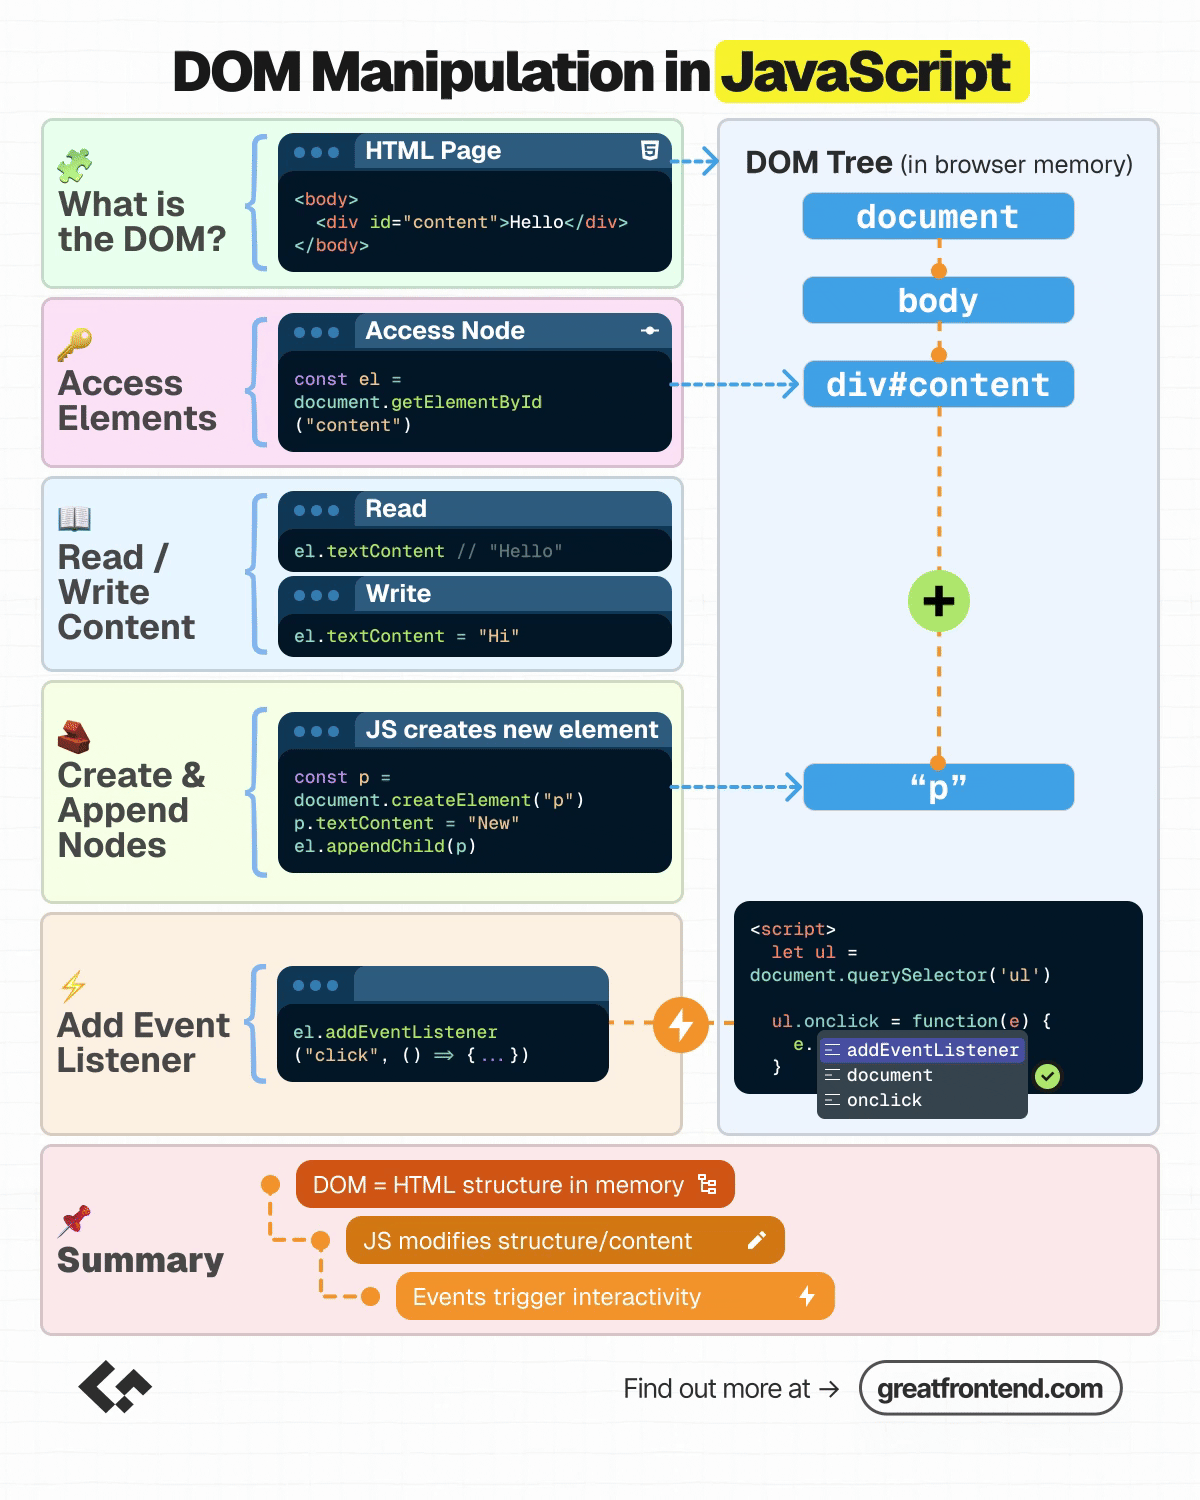 DOM Manipulation in JavaScript
What is
the DOM?
HTML Page
<body>
  <div id="content">Hello</div>
</body>
Access
Elements
Access Node
const el =
document.getElementById
("content")
Read /
Write
Content
Read
el.textContent // "Hello"
Write
el.textContent = "Hi"
Create &
Append
Nodes
JS creates new element
const p =
document.createElement("p")
p.textContent = "New"
el.appendChild(p)
Add Event
Listener
el.addEventListener
("click", () => {...})
DOM Tree (in browser memory)
document
body
div#content
+
“p”
<script>
  let ul =
document.querySelector('ul')
  ul.onclick = function(e) {
    e.
addEventListener
document
onclick
  }
Summary
DOM = HTML structure in memory
JS modifies structure/content
Events trigger interactivity
Find out more at → greatfrontend.com